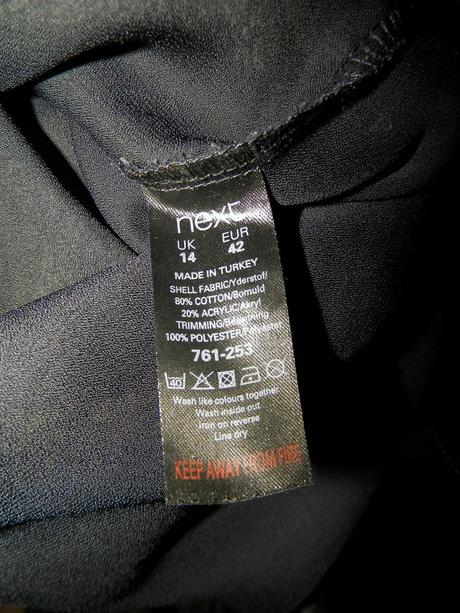 next
UK EUR
14 42
MADE IN TURKEY
SHELL FABRIC/Yderstof/
80% COTTON/Bomuld
20% ACRYLIC/Akryl
TRIMMING/Besætning
100% POLYESTER/Polyester
761-253
40
Wash like colours together
Wash inside out
Iron on reverse
Line dry
KEEP AWAY FROM FIRE